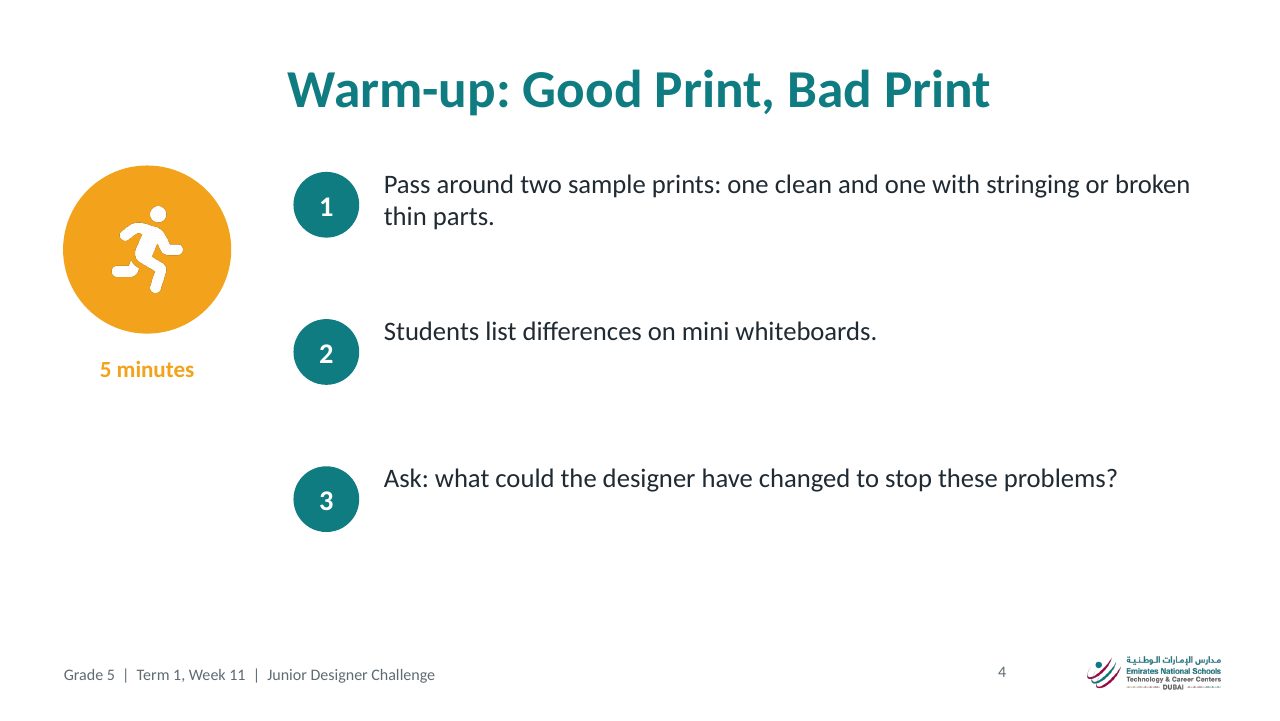 Warm-up: Good Print, Bad Print
1
Pass around two sample prints: one clean and one with stringing or broken
thin parts.
5 minutes
2
Students list differences on mini whiteboards.
3
Ask: what could the designer have changed to stop these problems?
Grade 5 | Term 1, Week 11 | Junior Designer Challenge
4
مدارس الإمارات الوطنية
Emirates National Schools
Technology & Career Centers
DUBAI